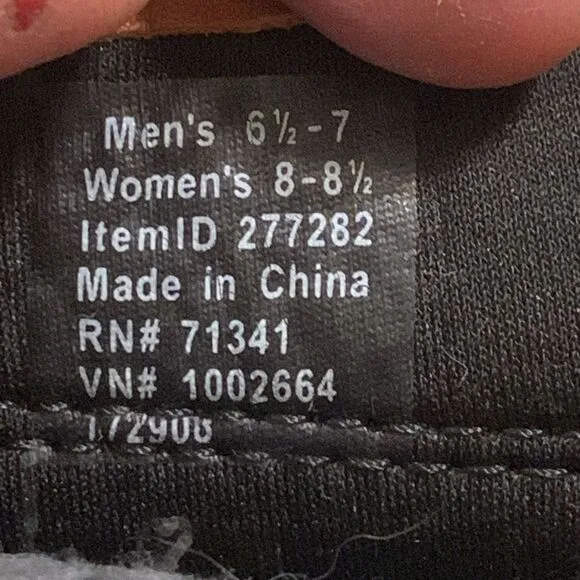 Men's 6½-7
Women's 8-8½
ItemID 277282
Made in China
RN# 71341
VN# 1002664